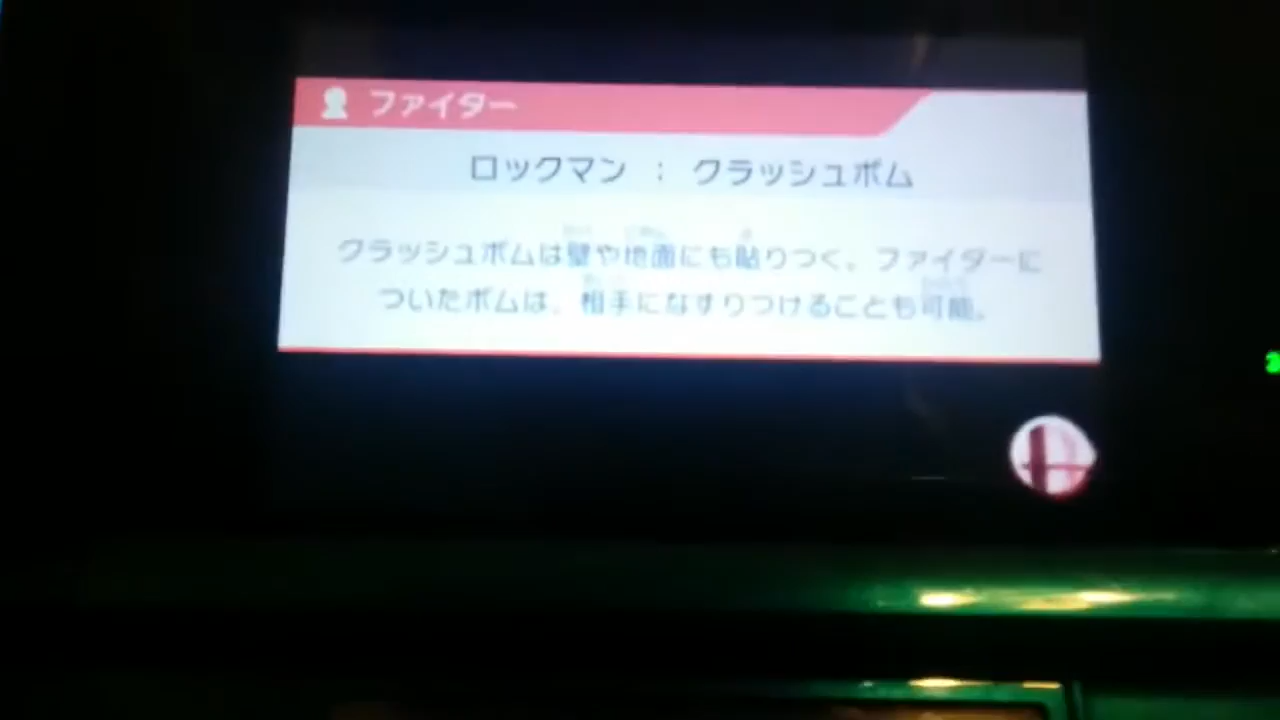 ファイター
ロックマン : クラッシュボム
クラッシュボムは壁や地面にも貼りつく。ファイターに
ついたボムは、相手になすりつけることも可能。